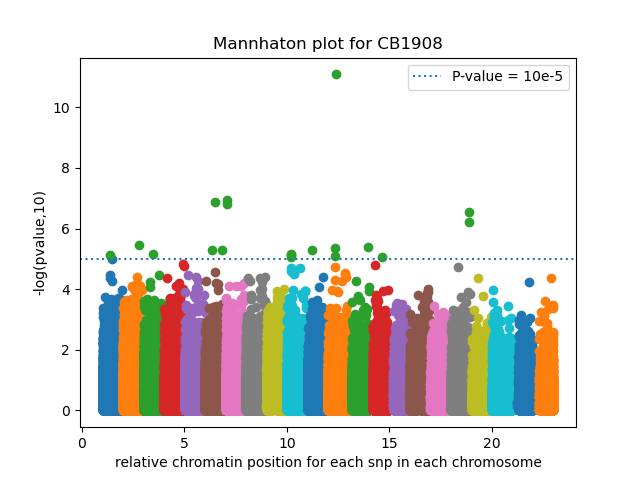 Mannhaton plot for CB1908
P-value = 10e-5
-log(pvalue,10)
10
8
6
4
2
0
0 5 10 15 20
relative chromatin position for each snp in each chromosome